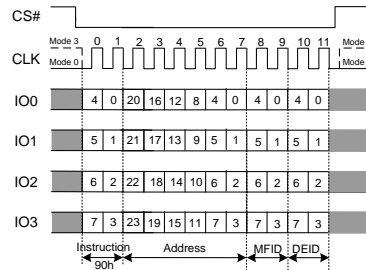 CS#
Mode 3 0 1 2 3 4 5 6 7 8 9 10 11
CLK Mode 0 Mode
IO0 4 0 20 16 12 8 4 0 4 0 4 0
IO1 5 1 21 17 13 9 5 1 5 1 5 1
IO2 6 2 22 18 14 10 6 2 6 2 6 2
IO3 7 3 23 19 15 11 7 3 7 3 7 3
Instruction Address MFID DEID
90h